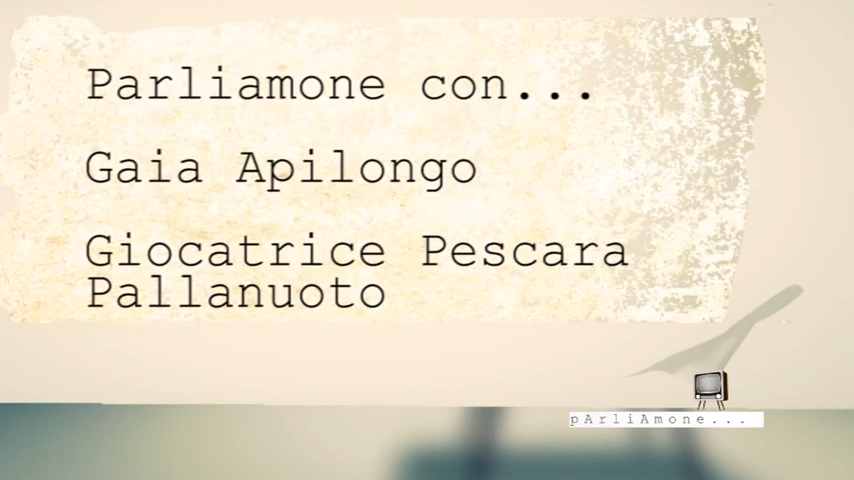 Parliamone con...
Gaia Apilongo
Giocatrice Pescara
Pallanuoto
pArliAmone...